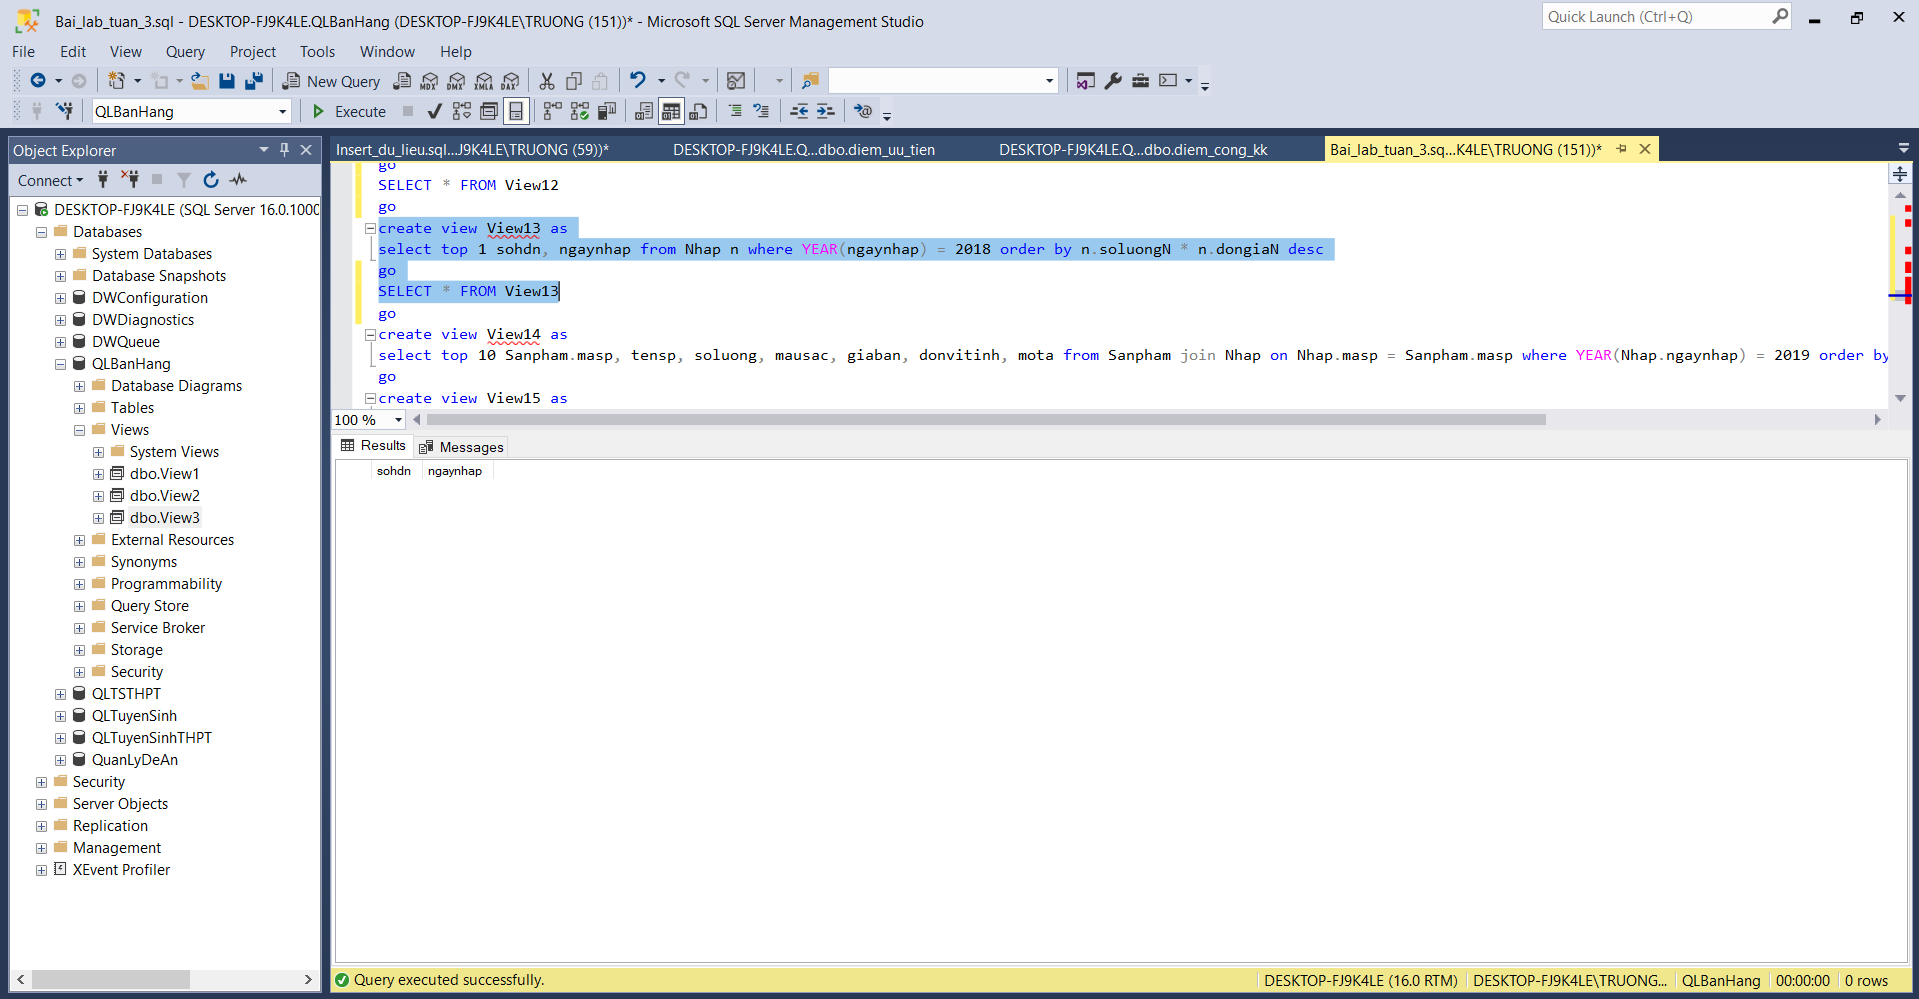 Bai_lab_tuan_3.sql - DESKTOP-FJ9K4LE.QLBanHang (DESKTOP-FJ9K4LE\TRUONG (151))* - Microsoft SQL Server Management Studio
Quick Launch (Ctrl+Q)
File Edit View Query Project Tools Window Help
New Query MDX DMX XMLA DAX
QLBanHang Execute
Object Explorer
Connect
DESKTOP-FJ9K4LE (SQL Server 16.0.1000
Databases
System Databases
Database Snapshots
DWConfiguration
DWDiagnostics
DWQueue
QLBanHang
Database Diagrams
Tables
Views
System Views
dbo.View1
dbo.View2
dbo.View3
External Resources
Synonyms
Programmability
Query Store
Service Broker
Storage
Security
QLTSTHPT
QLTuyenSinh
QLTuyenSinhTHPT
QuanLyDeAn
Security
Server Objects
Replication
Management
XEvent Profiler
Insert_du_lieu.sql...J9K4LE\TRUONG (59))* DESKTOP-FJ9K4LE.Q...dbo.diem_uu_tien DESKTOP-FJ9K4LE.Q...dbo.diem_cong_kk Bai_lab_tuan_3.sq...K4LE\TRUONG (151))*
go
SELECT * FROM View12
go
create view View13 as
select top 1 sohdn, ngaynhap from Nhap n where YEAR(ngaynhap) = 2018 order by n.soluongN * n.dongiaN desc
go
SELECT * FROM View13
go
create view View14 as
select top 10 Sanpham.masp, tensp, soluong, mausac, giaban, donvitinh, mota from Sanpham join Nhap on Nhap.masp = Sanpham.masp where YEAR(Nhap.ngaynhap) = 2019 order by
go
create view View15 as
100 %
Results Messages
sohdn ngaynhap
Query executed successfully. DESKTOP-FJ9K4LE (16.0 RTM) DESKTOP-FJ9K4LE\TRUONG... QLBanHang 00:00:00 0 rows